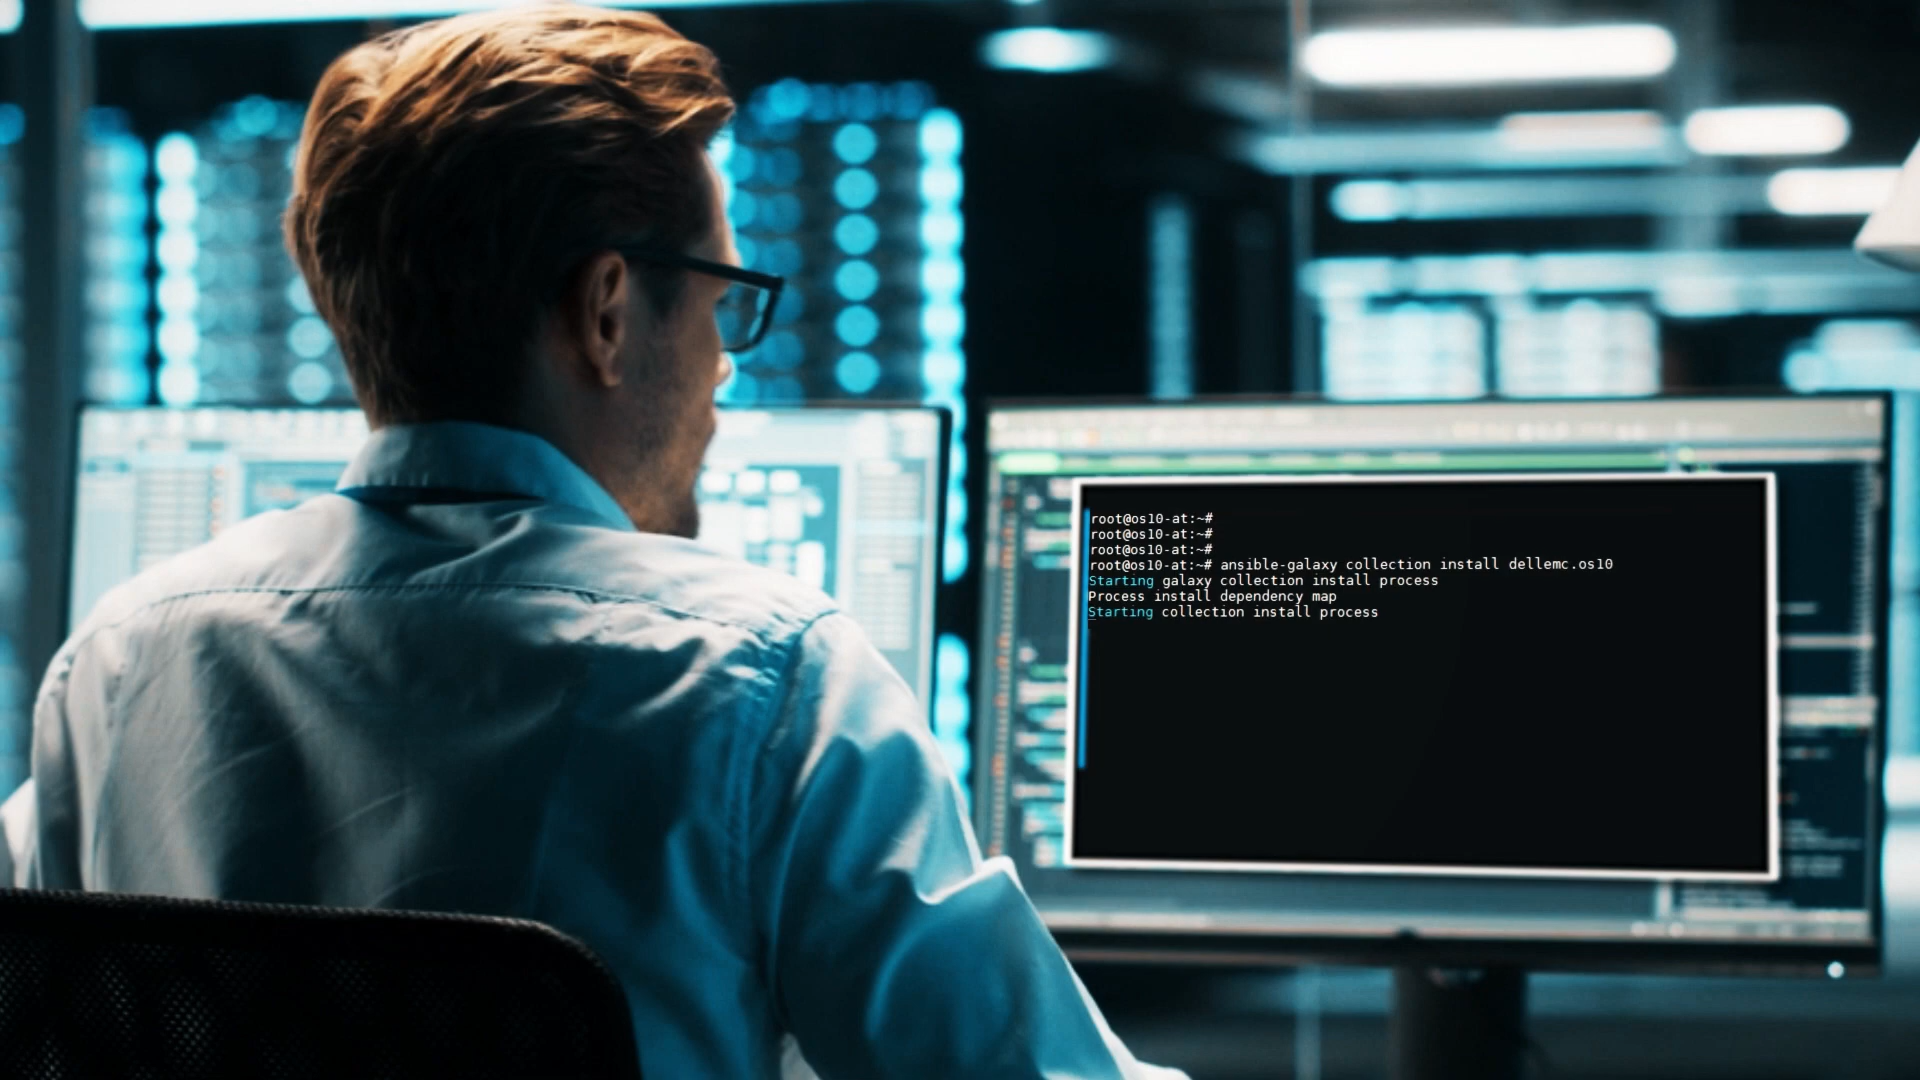 root@os10-at:~#
root@os10-at:~#
root@os10-at:~#
root@os10-at:~# ansible-galaxy collection install dellemc.os10
Starting galaxy collection install process
Process install dependency map
Starting collection install process